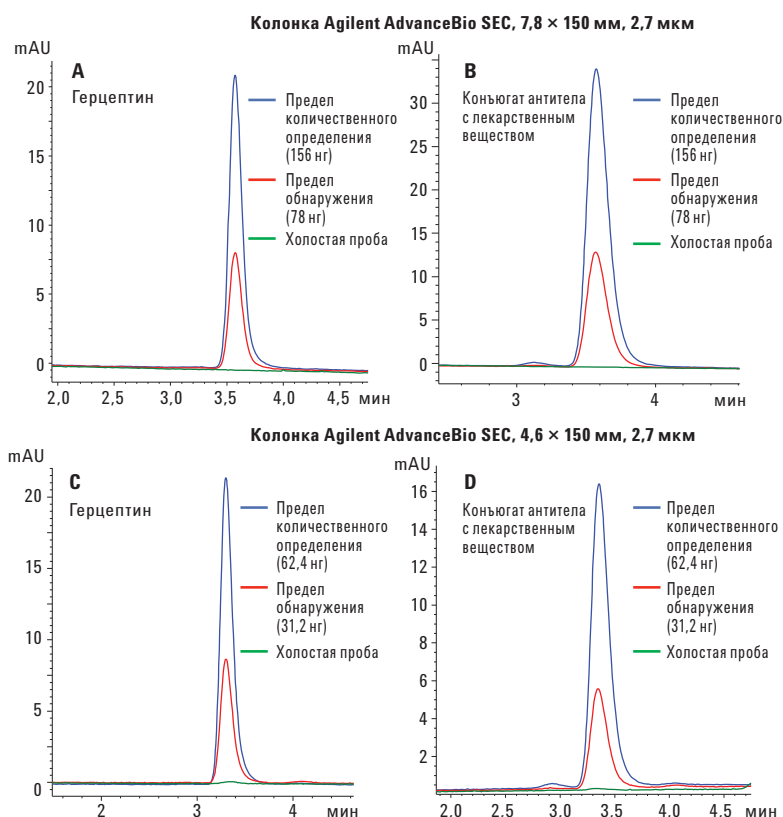 Колонка Agilent AdvanceBio SEC, 7,8 × 150 мм, 2,7 мкм
mAU
A
Герцептин
Предел
количественного
определения
(156 нг)
Предел
обнаружения
(78 нг)
Холостая проба
20
15
10
5
0
2,0 2,5 3,0 3,5 4,0 4,5 мин
mAU
B
Конъюгат антитела
с лекарственным
веществом
Предел
количественного
определения
(156 нг)
Предел
обнаружения
(78 нг)
Холостая проба
30
25
20
15
10
5
0
3 4 мин
Колонка Agilent AdvanceBio SEC, 4,6 × 150 мм, 2,7 мкм
mAU
C
Герцептин
Предел
количественного
определения
(62,4 нг)
Предел
обнаружения
(31,2 нг)
Холостая проба
20
15
10
5
0
2 3 4 мин
mAU
D
Конъюгат антитела
с лекарственным
веществом
Предел
количественного
определения
(62,4 нг)
Предел
обнаружения
(31,2 нг)
Холостая проба
16
14
12
10
8
6
4
2
2.0 2.5 3.0 3.5 4.0 4.5 мин